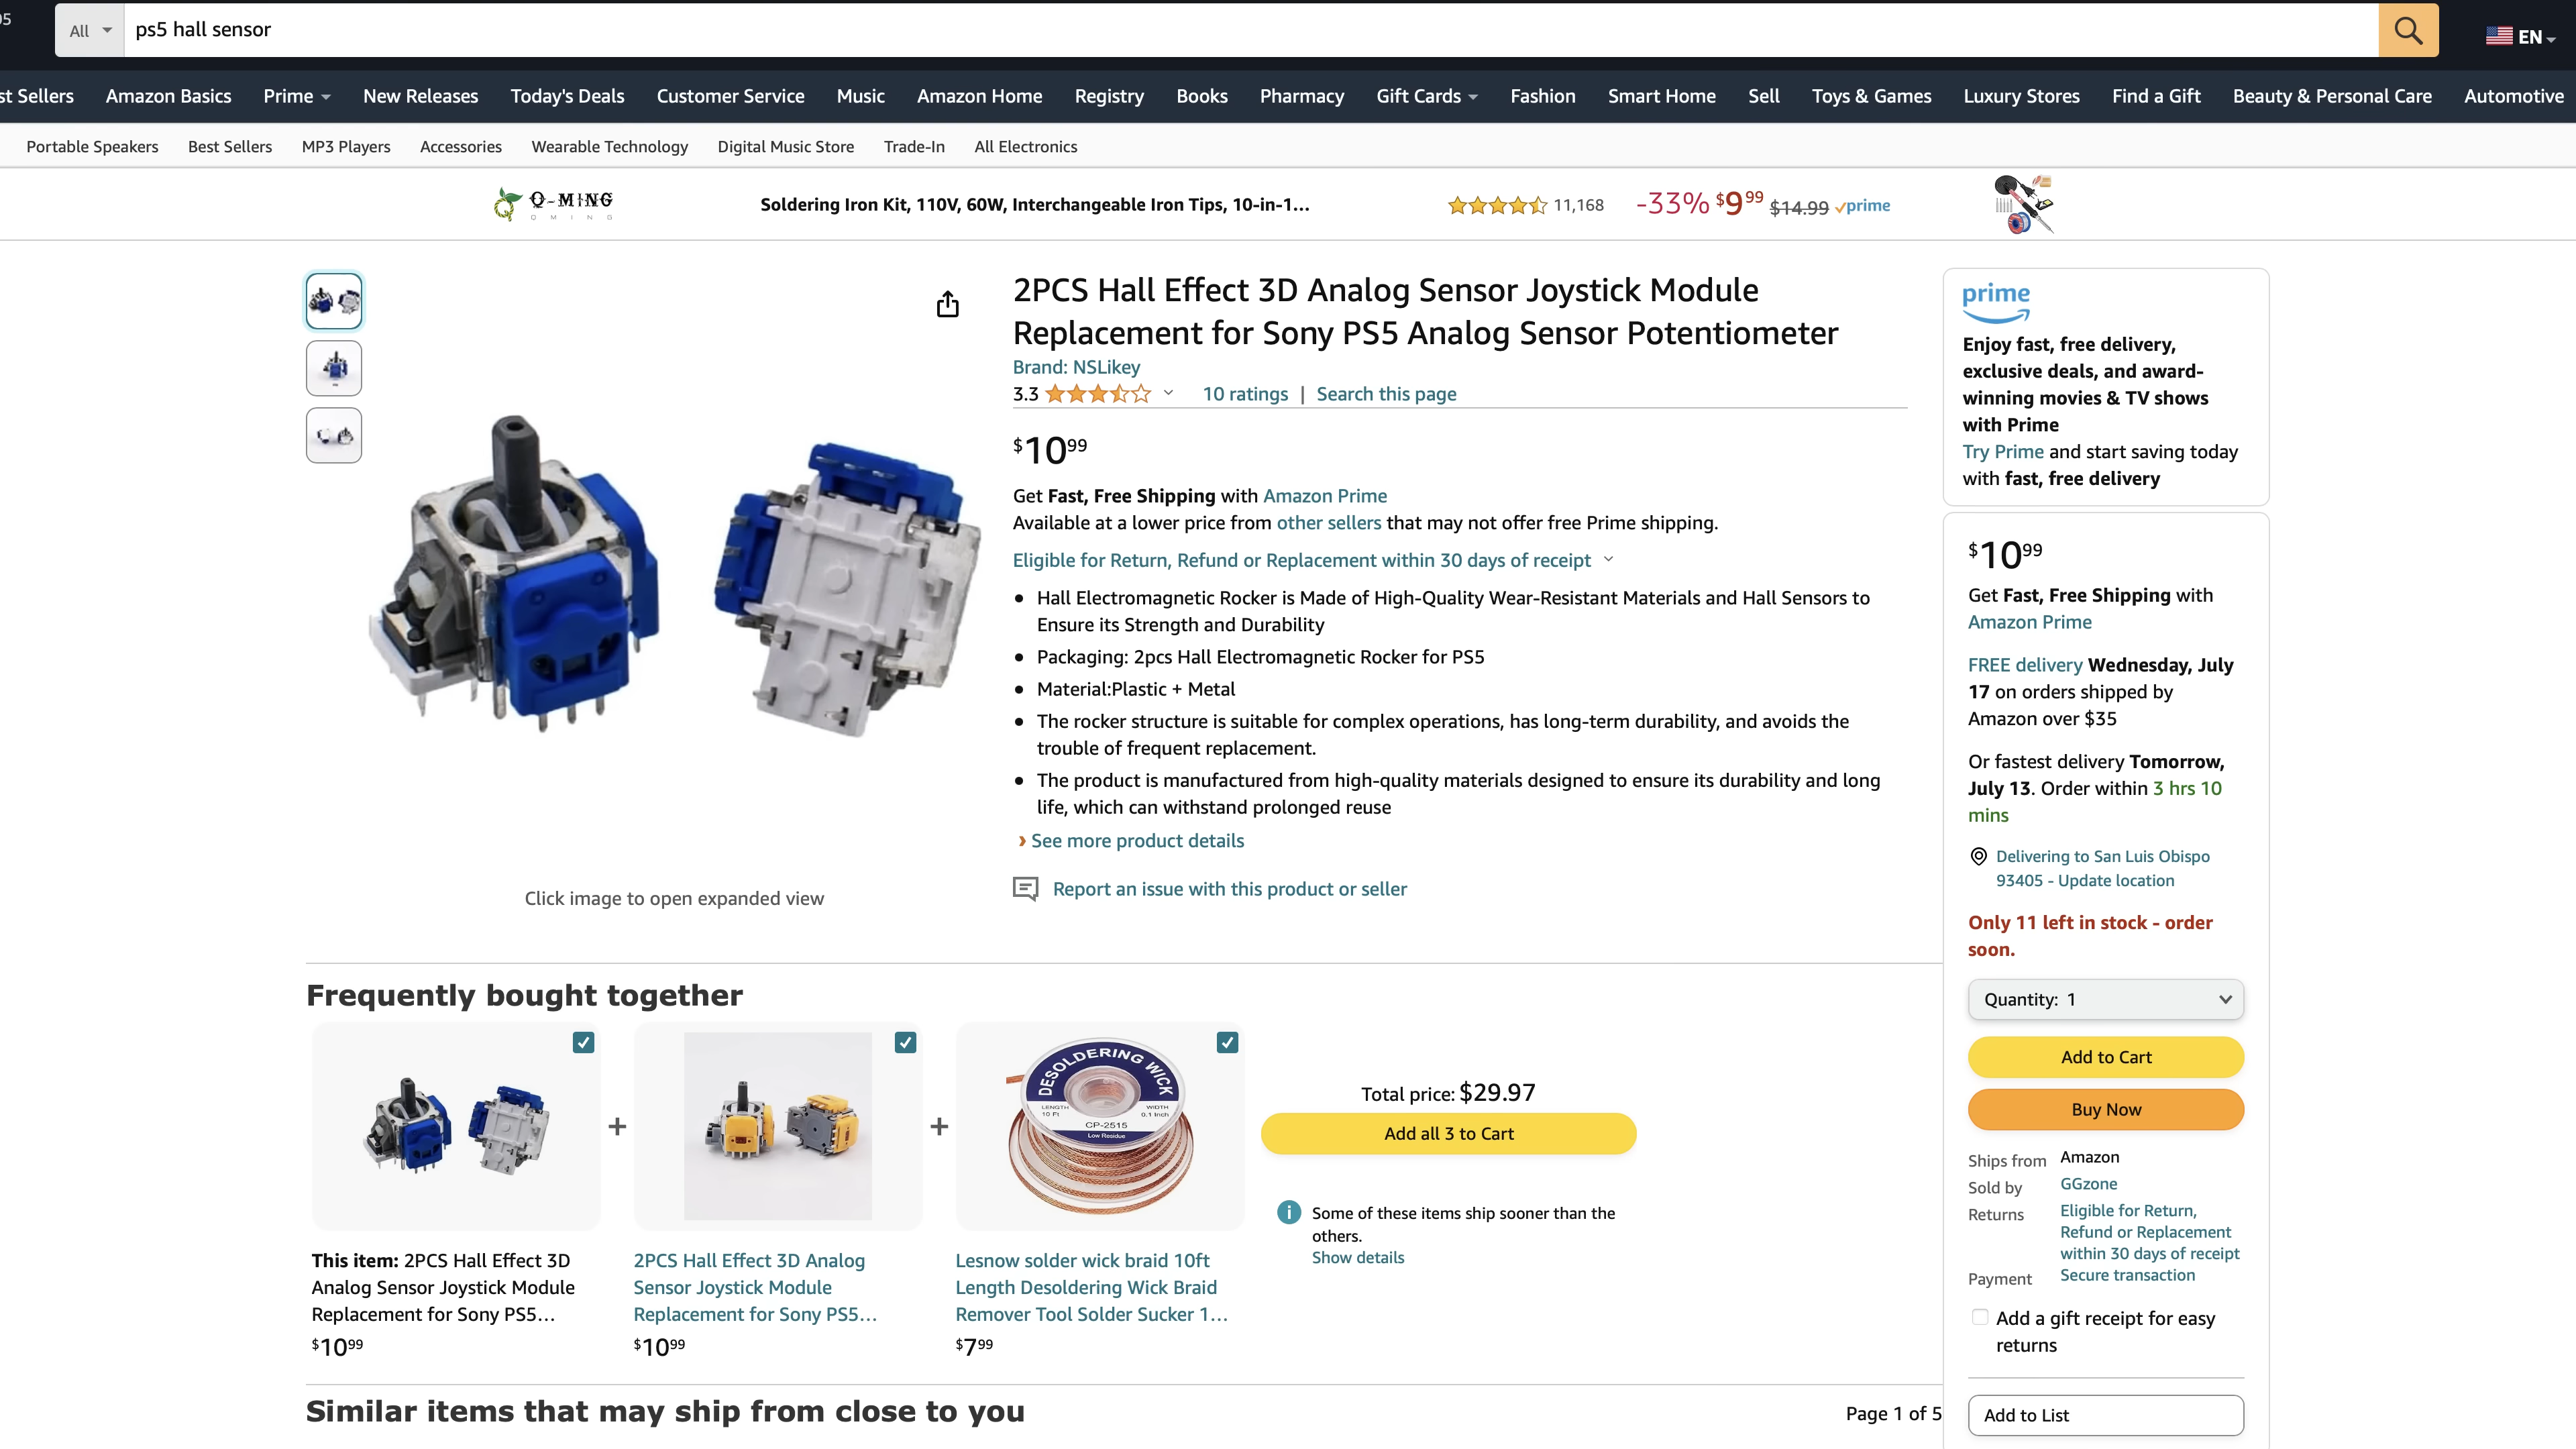 05
All
ps5 hall sensor
EN
st Sellers
Amazon Basics
Prime
New Releases
Today's Deals
Customer Service
Music
Amazon Home
Registry
Books
Pharmacy
Gift Cards
Fashion
Smart Home
Sell
Toys & Games
Luxury Stores
Find a Gift
Beauty & Personal Care
Automotive
Portable Speakers
Best Sellers
MP3 Players
Accessories
Wearable Technology
Digital Music Store
Trade-In
All Electronics
Q-MING
QMING
Soldering Iron Kit, 110V, 60W, Interchangeable Iron Tips, 10-in-1...
11,168
-33% $9.99 $14.99 prime
2PCS Hall Effect 3D Analog Sensor Joystick Module
Replacement for Sony PS5 Analog Sensor Potentiometer
Brand: NSLikey
3.3
10 ratings | Search this page
$10 99
Get Fast, Free Shipping with Amazon Prime
Available at a lower price from other sellers that may not offer free Prime shipping.
Eligible for Return, Refund or Replacement within 30 days of receipt
• Hall Electromagnetic Rocker is Made of High-Quality Wear-Resistant Materials and Hall Sensors to
Ensure its Strength and Durability
• Packaging: 2pcs Hall Electromagnetic Rocker for PS5
• Material:Plastic + Metal
• The rocker structure is suitable for complex operations, has long-term durability, and avoids the
trouble of frequent replacement.
• The product is manufactured from high-quality materials designed to ensure its durability and long
life, which can withstand prolonged reuse
› See more product details
Report an issue with this product or seller
Click image to open expanded view
prime
Enjoy fast, free delivery,
exclusive deals, and award-
winning movies & TV shows
with Prime
Try Prime and start saving today
with fast, free delivery
$10 99
Get Fast, Free Shipping with
Amazon Prime
FREE delivery Wednesday, July
17 on orders shipped by
Amazon over $35
Or fastest delivery Tomorrow,
July 13. Order within 3 hrs 10
mins
Delivering to San Luis Obispo
93405 - Update location
Only 11 left in stock - order
soon.
Quantity: 1
Add to Cart
Buy Now
Ships from Amazon
Sold by GGzone
Returns Eligible for Return,
Refund or Replacement
within 30 days of receipt
Payment Secure transaction
Add a gift receipt for easy
returns
Add to List
Frequently bought together
+
+
DESOLDERING WICK
LENGTH
10 Ft
WIDTH
0.1 Inch
CP-2515
Low Residue
This item: 2PCS Hall Effect 3D
Analog Sensor Joystick Module
Replacement for Sony PS5...
$10 99
2PCS Hall Effect 3D Analog
Sensor Joystick Module
Replacement for Sony PS5...
$10 99
Lesnow solder wick braid 10ft
Length Desoldering Wick Braid
Remover Tool Solder Sucker 1...
$7 99
Total price: $29.97
Add all 3 to Cart
Some of these items ship sooner than the
others.
Show details
Similar items that may ship from close to you
Page 1 of 5